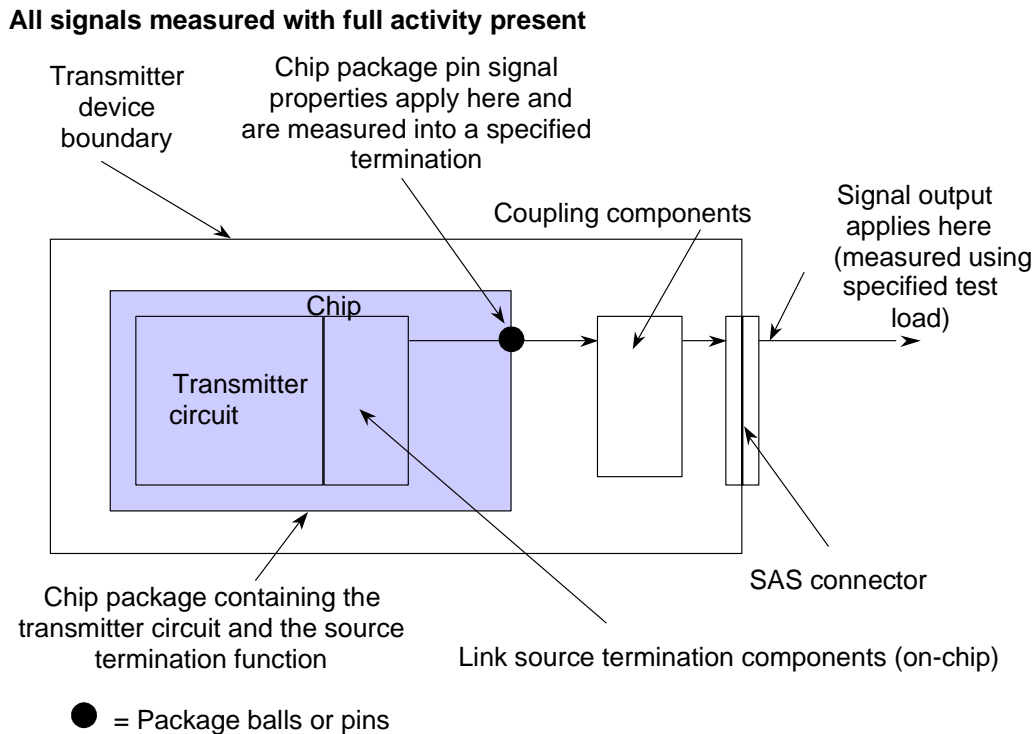 All signals measured with full activity present
Transmitter
device
boundary
Chip package pin signal
properties apply here and
are measured into a specified
termination
Coupling components
Signal output
applies here
(measured using
specified test
load)
Chip
Transmitter
circuit
SAS connector
Chip package containing the
transmitter circuit and the source
termination function
Link source termination components (on-chip)
= Package balls or pins